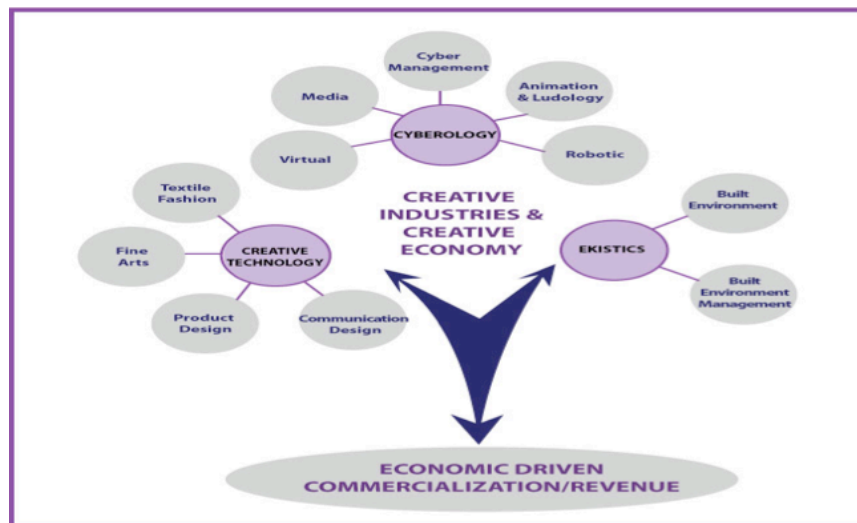 Cyber
Management
Media
Animation
& Ludology
CYBEROLOGY
Virtual
Robotic
Textile
Fashion
CREATIVE
INDUSTRIES &
CREATIVE
ECONOMY
Built
Environment
Fine
Arts
CREATIVE
TECHNOLOGY
EKISTICS
Product
Design
Communication
Design
Built
Environment
Management
ECONOMIC DRIVEN
COMMERCIALIZATION/REVENUE